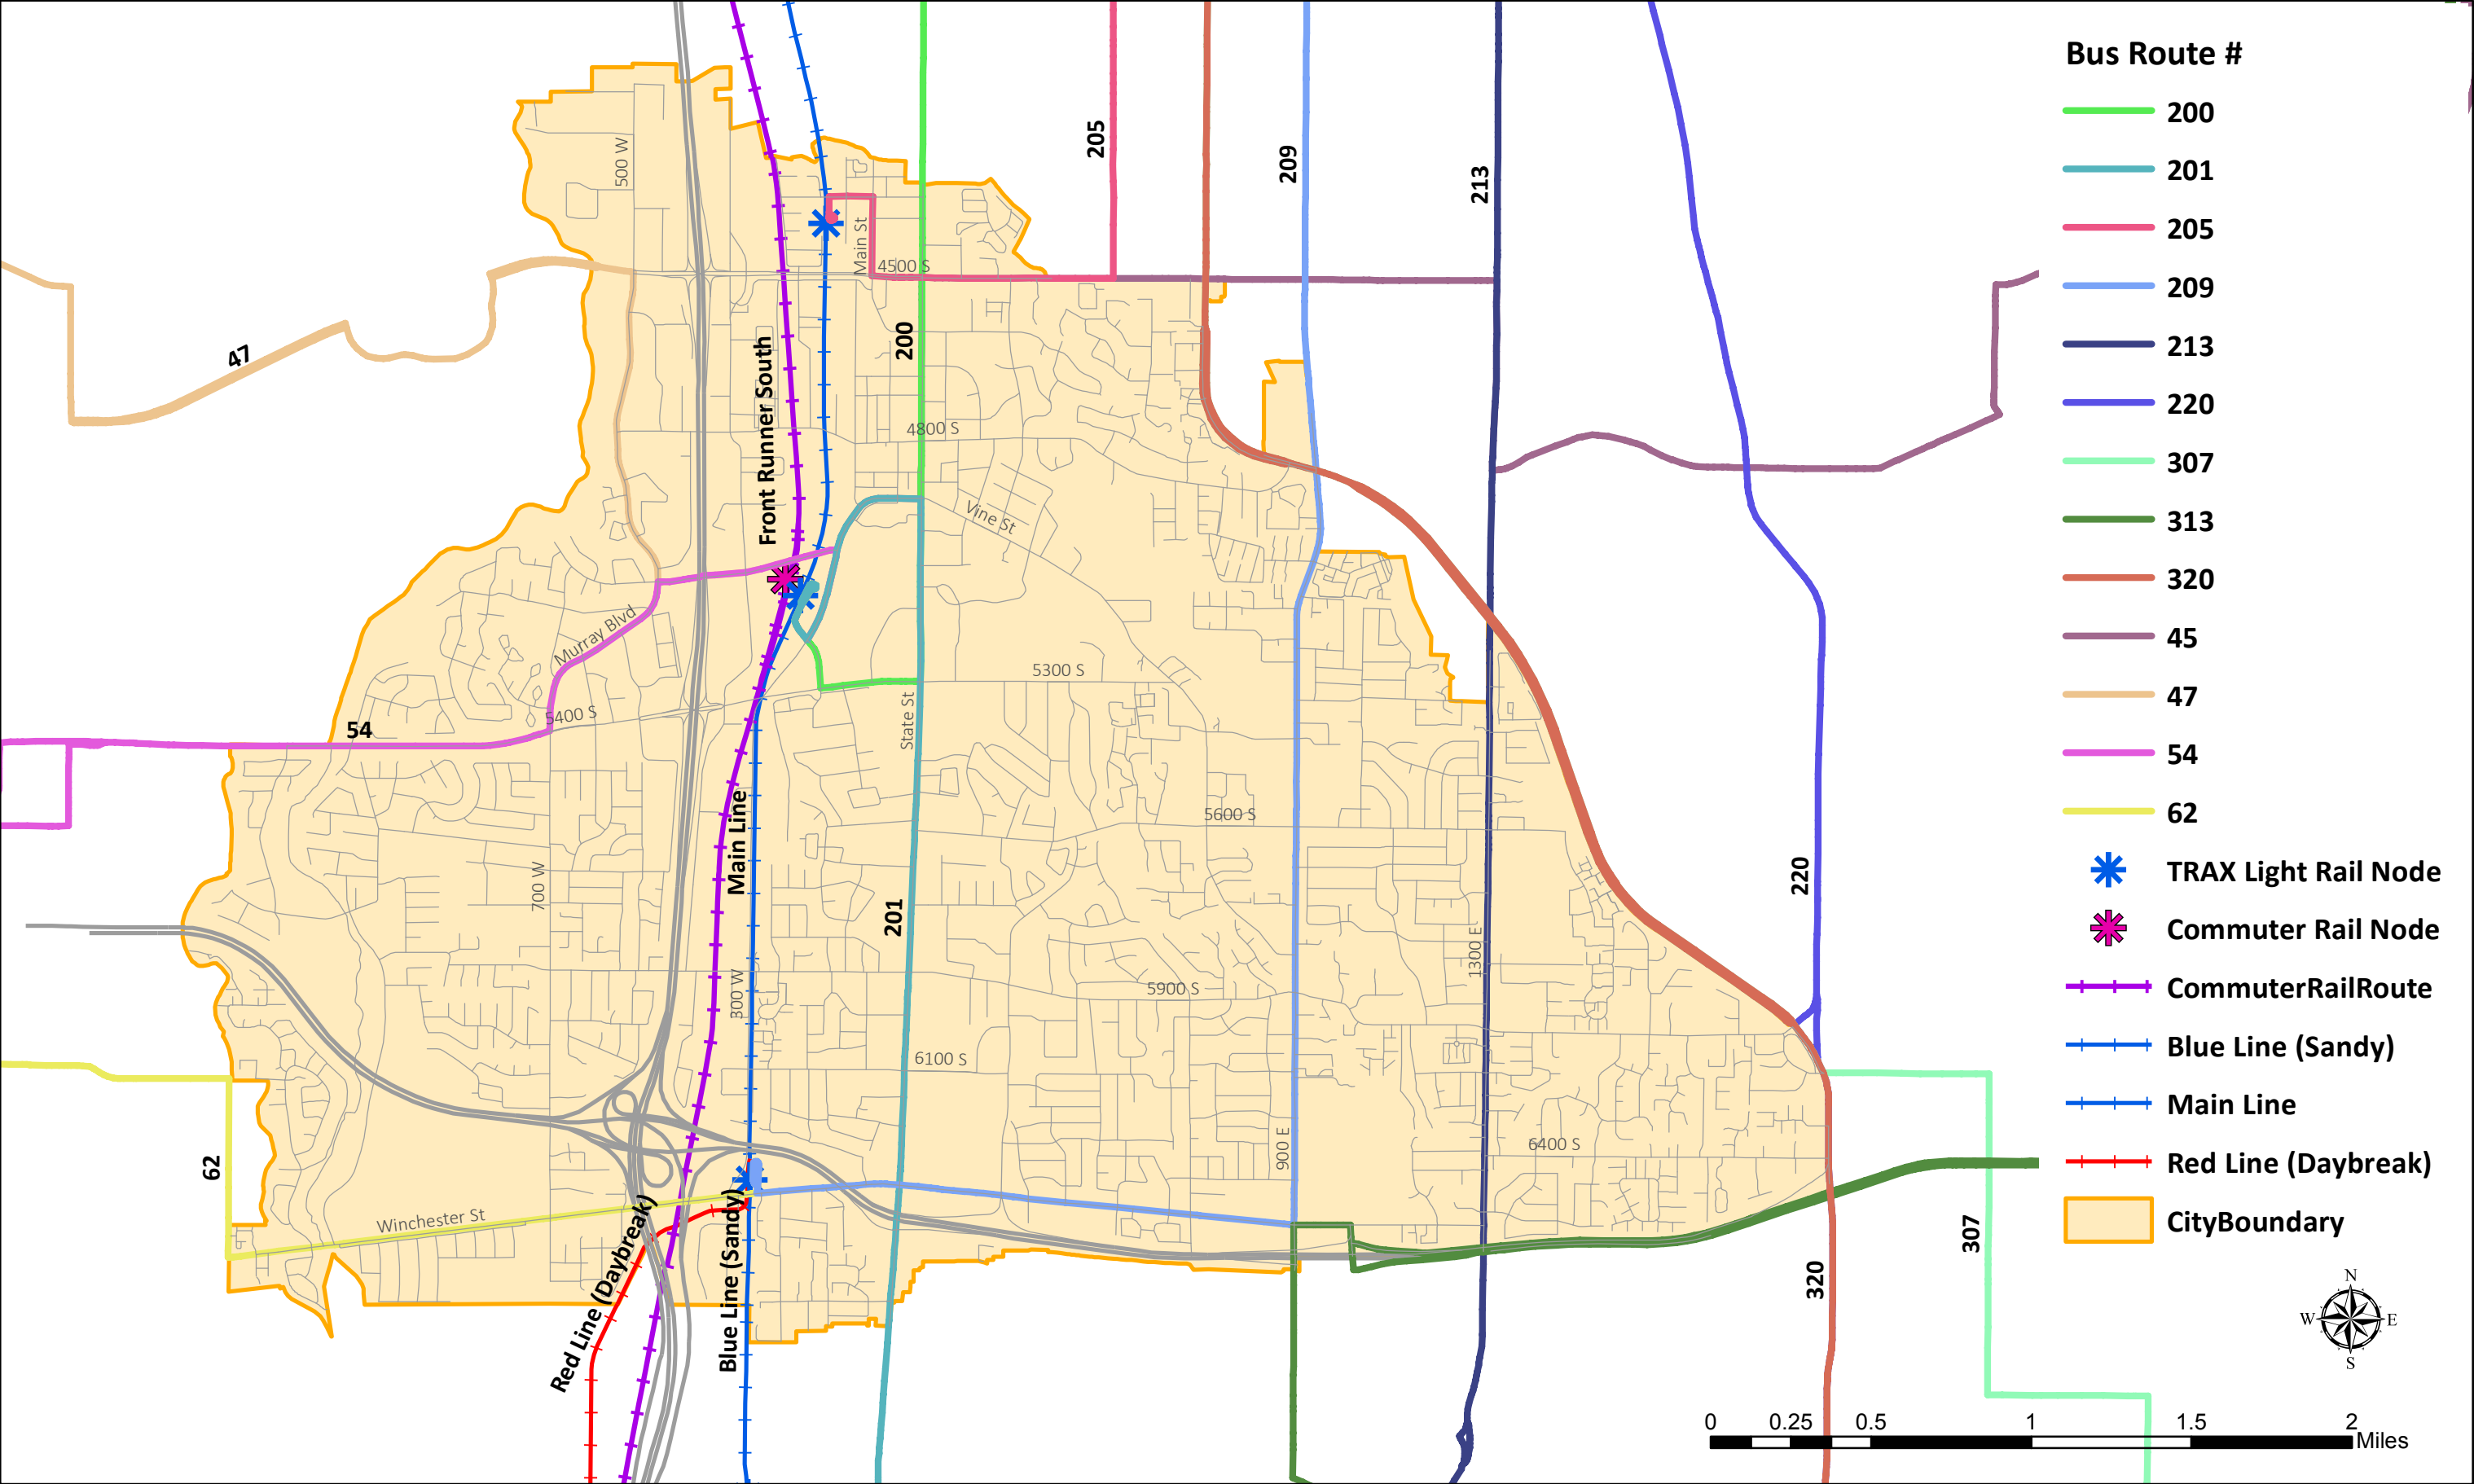 500 W
205
209
213
Main St
4500 S
200
47
Front Runner South
4800 S
Vine St
Murray Blvd
5300 S
5400 S
State St
54
Main Line
5600 S
700 W
201
220
1300 E
300 W
5900 S
6100 S
6400 S
900 E
62
Winchester St
Red Line (Daybreak)
Blue Line (Sandy)
307
320
Bus Route #
200
201
205
209
213
220
307
313
320
45
47
54
62
TRAX Light Rail Node
Commuter Rail Node
CommuterRailRoute
Blue Line (Sandy)
Main Line
Red Line (Daybreak)
CityBoundary
N
W E
S
0 0.25 0.5 1 1.5 2
Miles